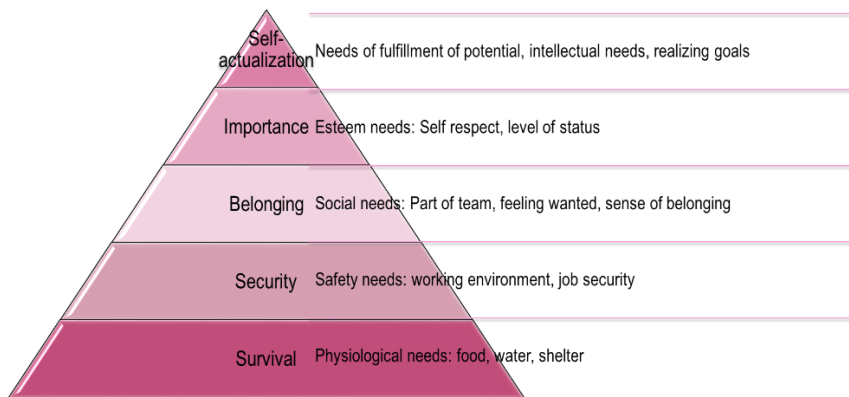 Self-
actualization
Needs of fulfillment of potential, intellectual needs, realizing goals
Importance
Esteem needs: Self respect, level of status
Belonging
Social needs: Part of team, feeling wanted, sense of belonging
Security
Safety needs: working environment, job security
Survival
Physiological needs: food, water, shelter